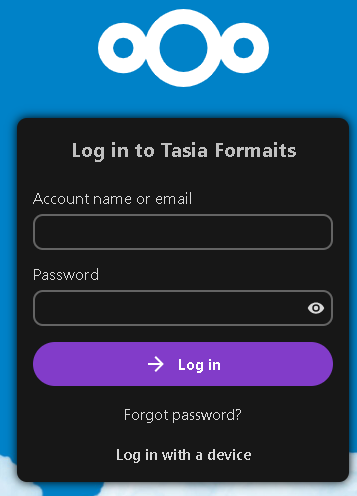 Log in to Tasia Formaits
Account name or email
Password
Log in
Forgot password?
Log in with a device